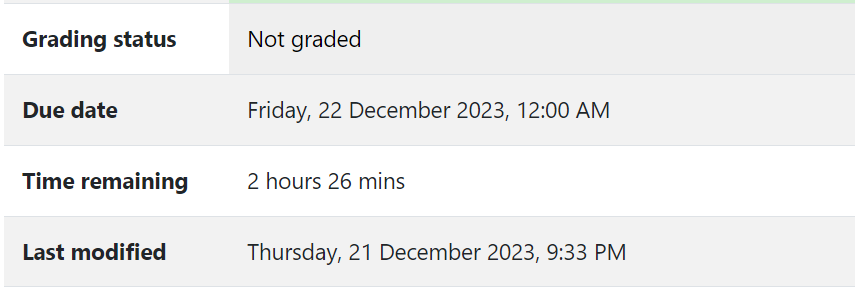 Grading status Not graded
Due date Friday, 22 December 2023, 12:00 AM
Time remaining 2 hours 26 mins
Last modified Thursday, 21 December 2023, 9:33 PM